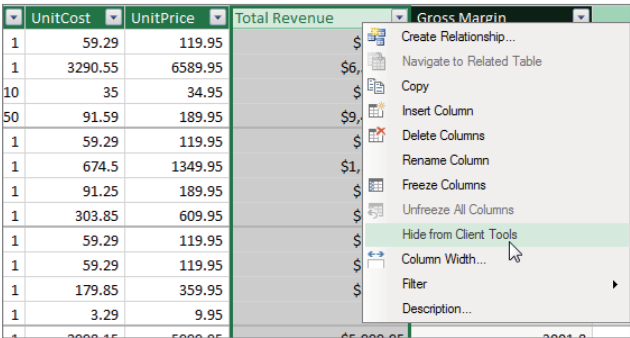 UnitCost UnitPrice Total Revenue Gross Margin
1 59.29 119.95 $
1 3290.55 6589.95 $6,
10 35 34.95 $
50 91.59 189.95 $9,
1 59.29 119.95 $
1 674.5 1349.95 $1,
1 91.25 189.95 $
1 303.85 609.95 $
1 59.29 119.95 $
1 59.29 119.95 $
1 179.85 359.95 $
1 3.29 9.95
Create Relationship...
Navigate to Related Table
Copy
Insert Column
Delete Columns
Rename Column
Freeze Columns
Unfreeze All Columns
Hide from Client Tools
Column Width...
Filter
Description...